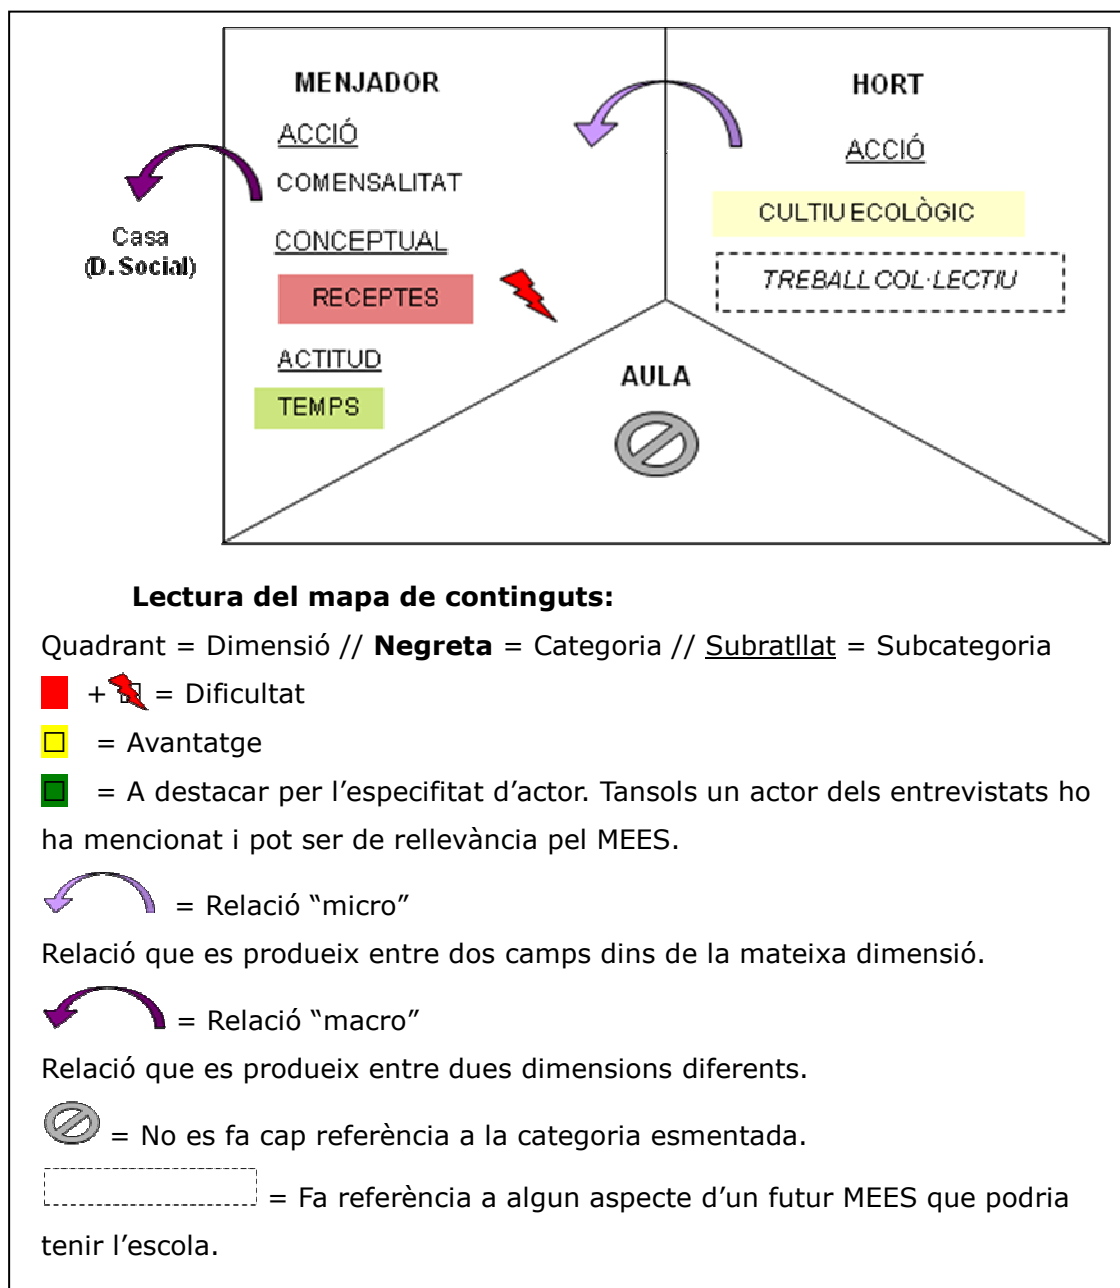 MENJADOR
ACCIÓ
COMENSALITAT
CONCEPTUAL
RECEPTES
ACTITUD
TEMPS
Casa
(D. Social)
HORT
ACCIÓ
CULTIU ECOLÒGIC
TREBALL COL·LECTIU
AULA
Lectura del mapa de continguts:
Quadrant = Dimensió // Negreta = Categoria // Subratllat = Subcategoria
+ = Dificultat
= Avantatge
= A destacar per l’especifitat d’actor. Tansols un actor dels entrevistats ho
ha mencionat i pot ser de rellevància pel MEES.
= Relació “micro”
Relació que es produeix entre dos camps dins de la mateixa dimensió.
= Relació “macro”
Relació que es produeix entre dues dimensions diferents.
= No es fa cap referència a la categoria esmentada.
= Fa referència a algun aspecte d’un futur MEES que podria
tenir l’escola.